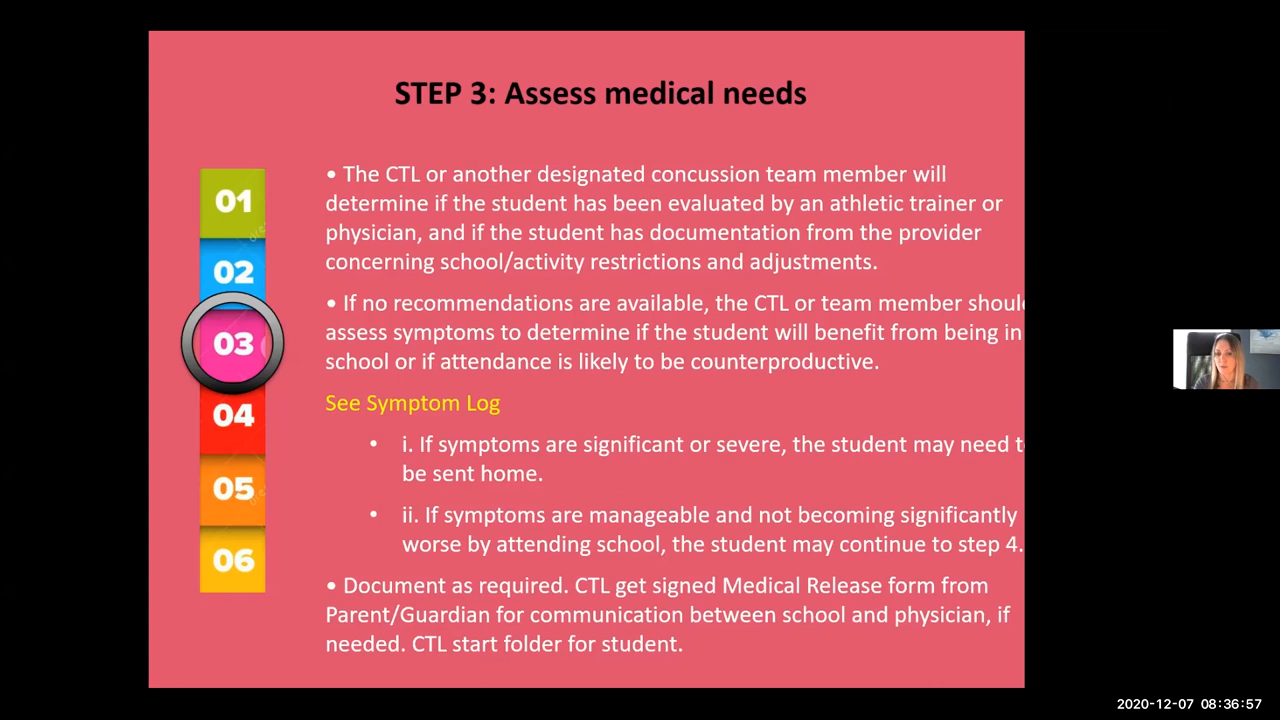 STEP 3: Assess medical needs
01
02
03
04
05
06
• The CTL or another designated concussion team member will
determine if the student has been evaluated by an athletic trainer or
physician, and if the student has documentation from the provider
concerning school/activity restrictions and adjustments.
• If no recommendations are available, the CTL or team member shoul
assess symptoms to determine if the student will benefit from being in
school or if attendance is likely to be counterproductive.
See Symptom Log
• i. If symptoms are significant or severe, the student may need t
be sent home.
• ii. If symptoms are manageable and not becoming significantly
worse by attending school, the student may continue to step 4.
• Document as required. CTL get signed Medical Release form from
Parent/Guardian for communication between school and physician, if
needed. CTL start folder for student.
2020-12-07 08:36:57